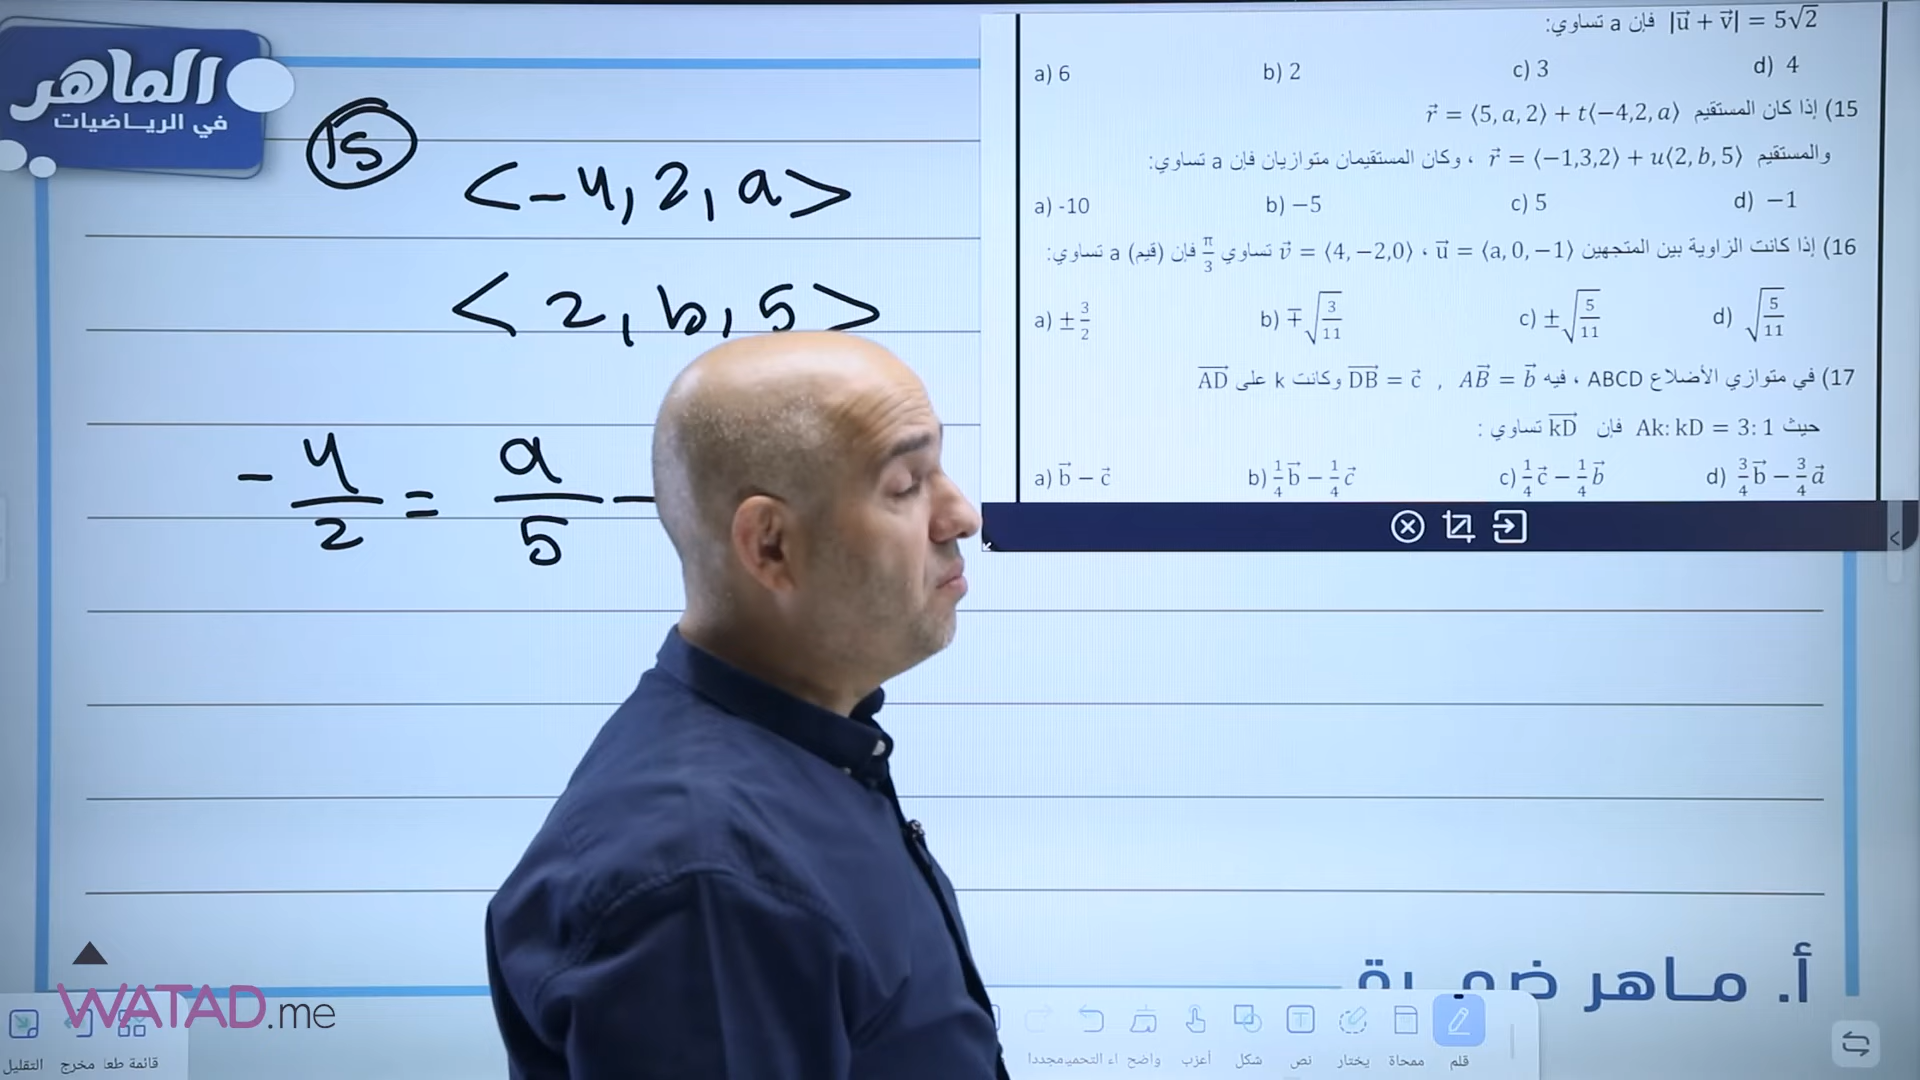 الماهر
في الرياضيات
15
<-4, 2, a>
<2, b, 5>
-4/2 = a/5
|u⃗ + v⃗| = 5√2 فإن a تساوي:
a) 6 b) 2 c) 3 d) 4
15) إذا كان المستقيم r⃗ = ⟨5, a, 2⟩ + t⟨−4,2, a⟩
والمستقيم r⃗ = ⟨−1,3,2⟩ + u⟨2, b, 5⟩ ، وكان المستقيمان متوازيان فإن a تساوي:
a) -10 b) −5 c) 5 d) −1
16) إذا كانت الزاوية بين المتجهين u⃗ = ⟨a, 0, −1⟩ ، v⃗ = ⟨4, −2,0⟩ تساوي π/3 فإن (قيم) a تساوي:
a) ±3/2 b) ∓√(3/11) c) ±√(5/11) d) √(5/11)
17) في متوازي الأضلاع ABCD ، فيه AB⃗ = b⃗ , DB⃗ = c⃗ وكانت k على AD⃗
حيث Ak: kD = 3: 1 فإن kD⃗ تساوي :
a) b⃗ − c⃗ b) 1/4 b⃗ − 1/4 c⃗ c) 1/4 c⃗ − 1/4 b⃗ d) 3/4 b⃗ − 3/4 a⃗
أ. ماهر ضمرة
WATAD.me
التقليل مخرج قائمة طعا
مجددا اء التحمي واضح أعزب شكل نص يختار ممحاة قلم